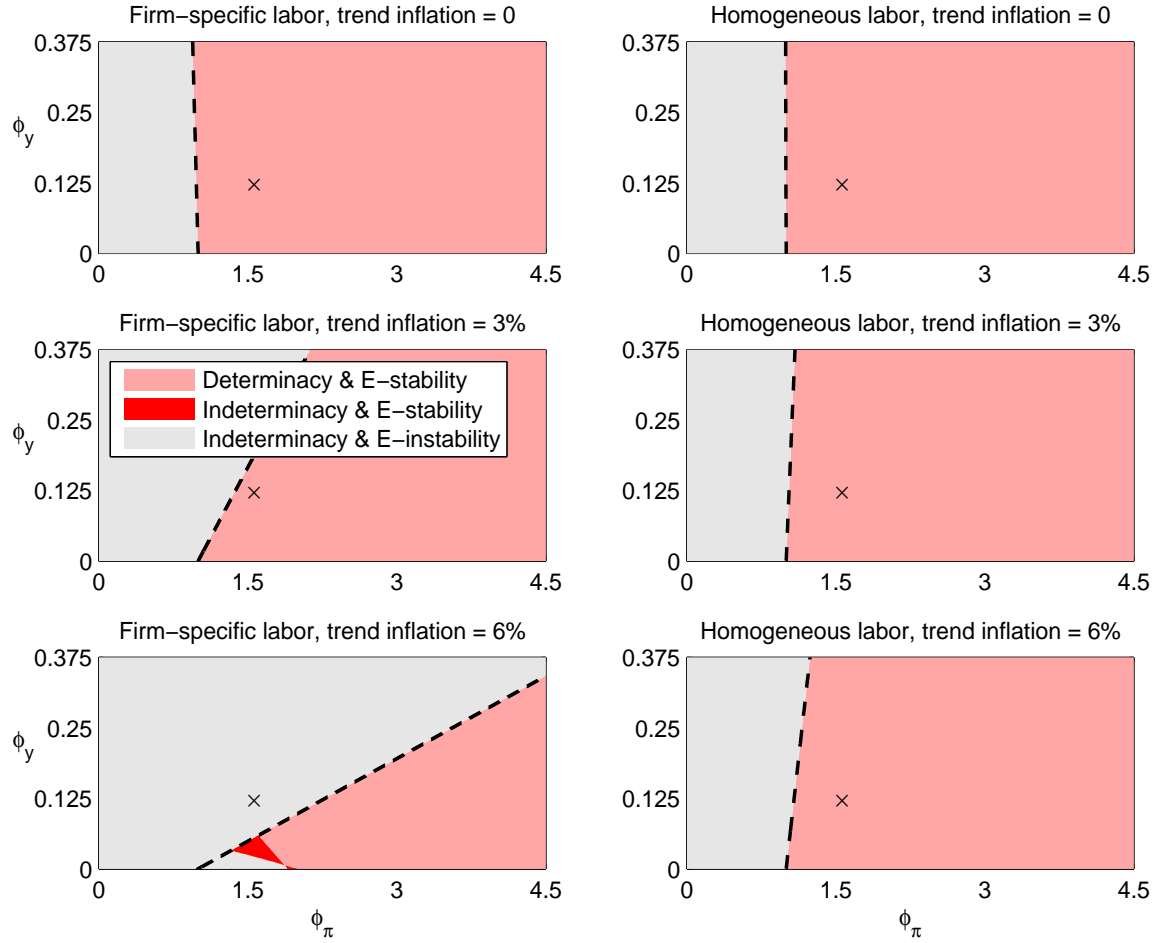 Firm−specific labor, trend inflation = 0
0.375
0.25
ϕy
0.125
0
0 1.5 3 4.5
Homogeneous labor, trend inflation = 0
0.375
0.25
ϕy
0.125
0
0 1.5 3 4.5
Firm−specific labor, trend inflation = 3%
0.375
0.25
ϕy
0.125
0
0 1.5 3 4.5
Determinacy & E−stability
Indeterminacy & E−stability
Indeterminacy & E−instability
Homogeneous labor, trend inflation = 3%
0.375
0.25
ϕy
0.125
0
0 1.5 3 4.5
Firm−specific labor, trend inflation = 6%
0.375
0.25
ϕy
0.125
0
0 1.5 3 4.5
ϕπ
Homogeneous labor, trend inflation = 6%
0.375
0.25
ϕy
0.125
0
0 1.5 3 4.5
ϕπ